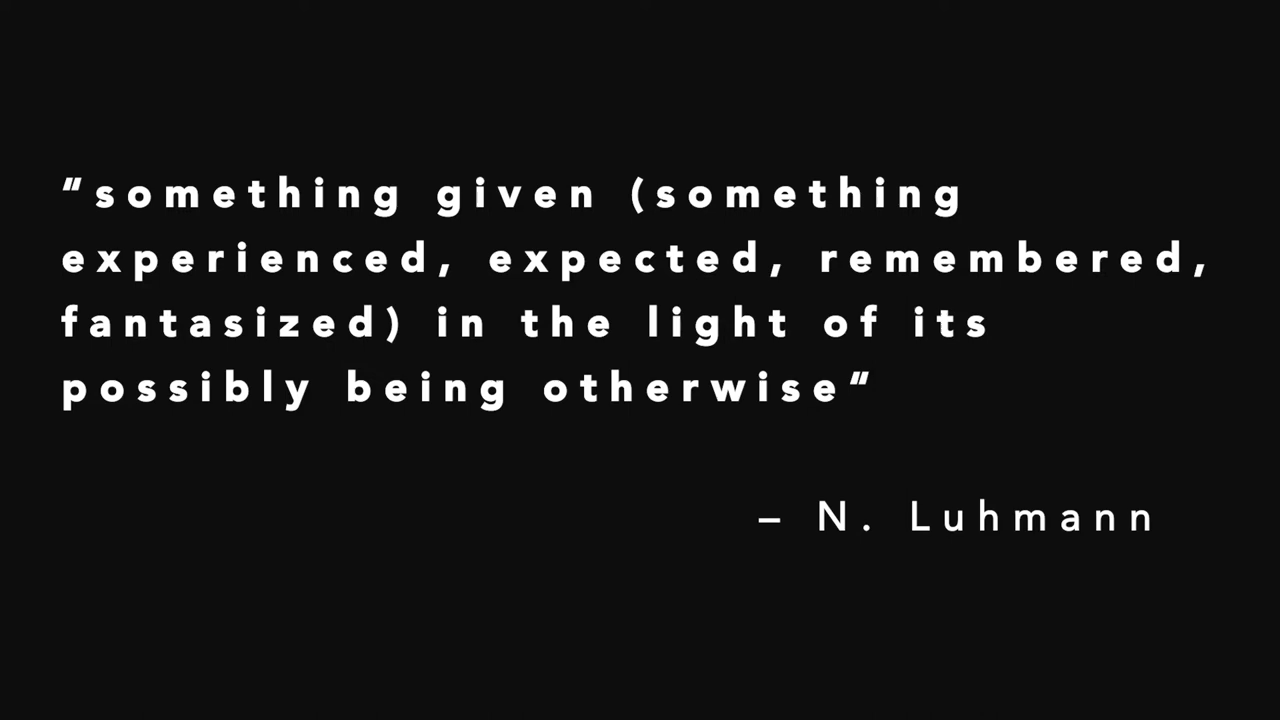 “something given (something
experienced, expected, remembered,
fantasized) in the light of its
possibly being otherwise“
– N. Luhmann